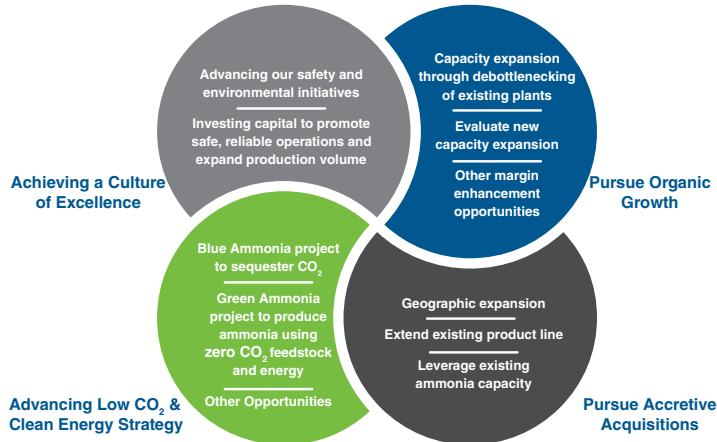 Advancing our safety and
environmental initiatives
Investing capital to promote
safe, reliable operations and
expand production volume
Achieving a Culture
of Excellence
Capacity expansion
through debottlenecking
of existing plants
Evaluate new
capacity expansion
Other margin
enhancement
opportunities
Pursue Organic
Growth
Blue Ammonia project
to sequester CO₂
Green Ammonia
project to produce
ammonia using
zero CO₂ feedstock
and energy
Other Opportunities
Advancing Low CO₂ &
Clean Energy Strategy
Geographic expansion
Extend existing product line
Leverage existing
ammonia capacity
Pursue Accretive
Acquisitions